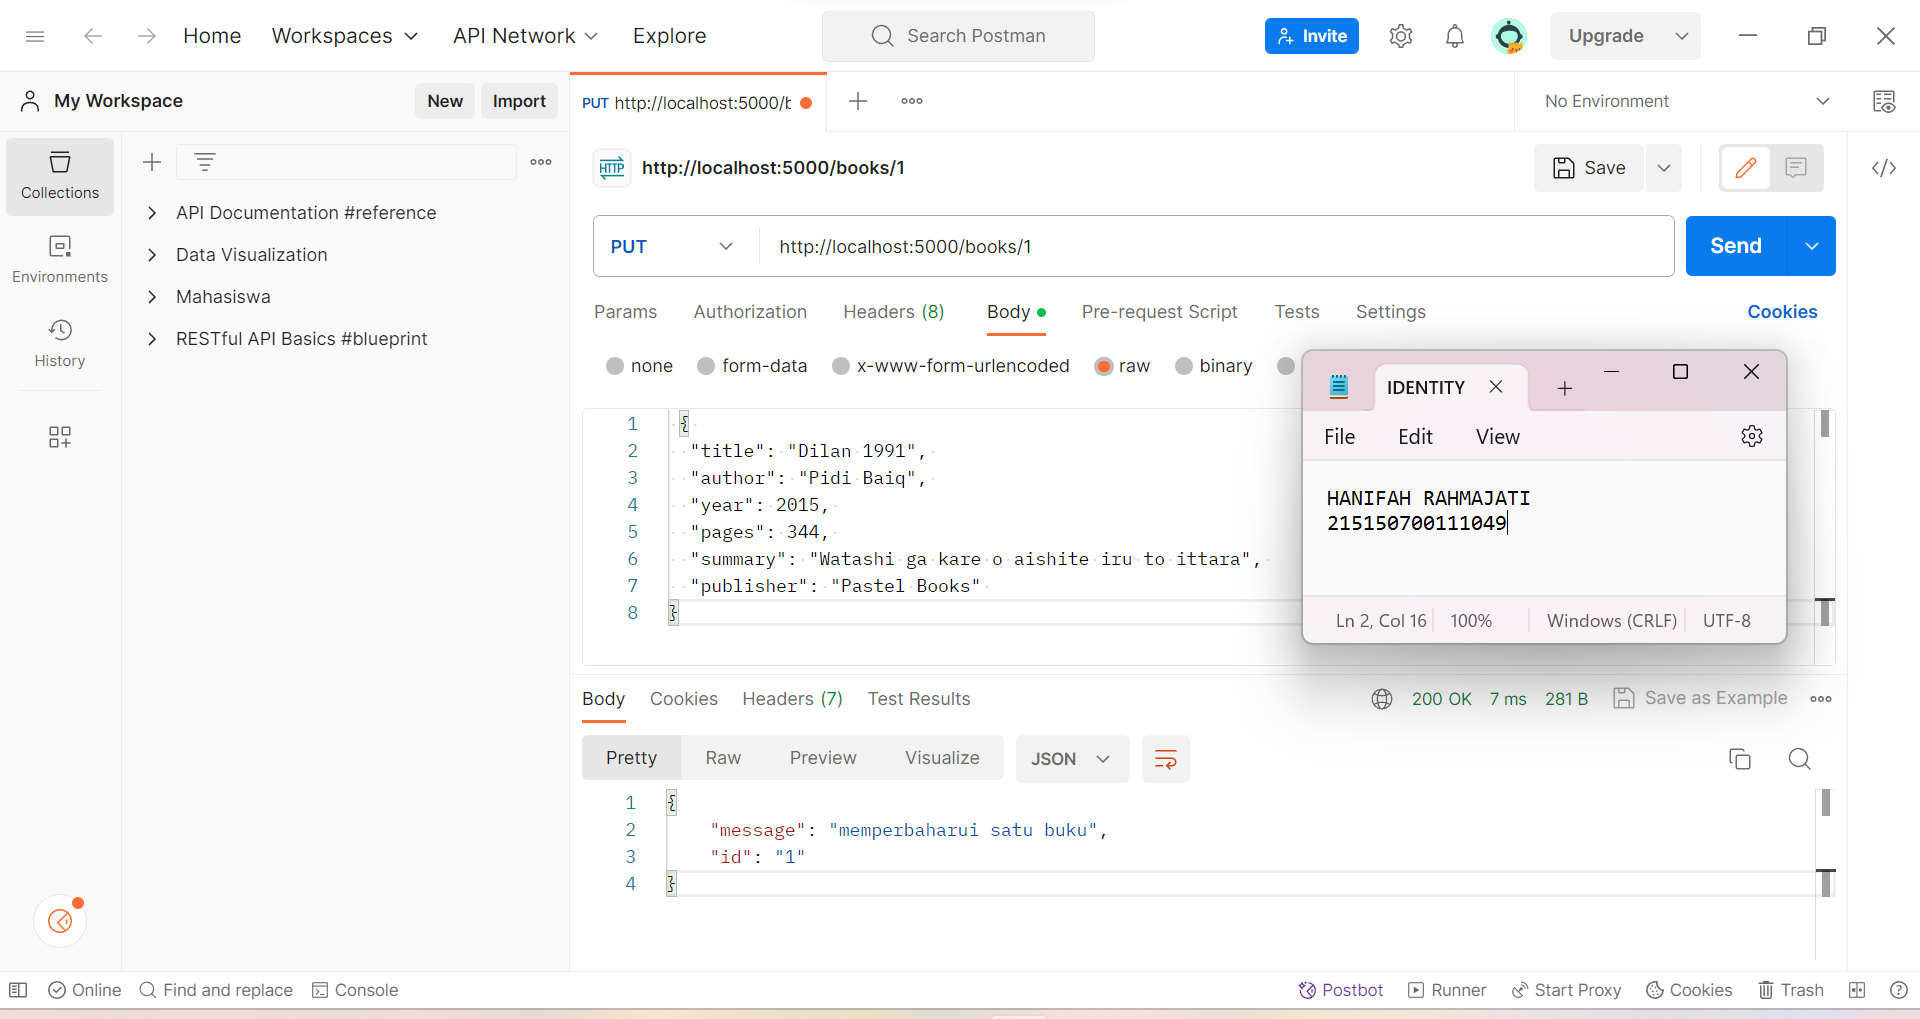 Home
Workspaces
API Network
Explore
Search Postman
Invite
Upgrade
My Workspace
New
Import
PUT http://localhost:5000/b
No Environment
Collections
Environments
History
API Documentation #reference
Data Visualization
Mahasiswa
RESTful API Basics #blueprint
HTTP
http://localhost:5000/books/1
Save
PUT
http://localhost:5000/books/1
Send
Params
Authorization
Headers (8)
Body
Pre-request Script
Tests
Settings
Cookies
none
form-data
x-www-form-urlencoded
raw
binary
1 {
2 "title": "Dilan 1991",
3 "author": "Pidi Baiq",
4 "year": 2015,
5 "pages": 344,
6 "summary": "Watashi ga kare o aishite iru to ittara",
7 "publisher": "Pastel Books"
8 }
IDENTITY
File
Edit
View
HANIFAH RAHMAJATI
215150700111049
Ln 2, Col 16
100%
Windows (CRLF)
UTF-8
Body
Cookies
Headers (7)
Test Results
200 OK
7 ms
281 B
Save as Example
Pretty
Raw
Preview
Visualize
JSON
1 {
2 "message": "memperbaharui satu buku",
3 "id": "1"
4 }
Online
Find and replace
Console
Postbot
Runner
Start Proxy
Cookies
Trash